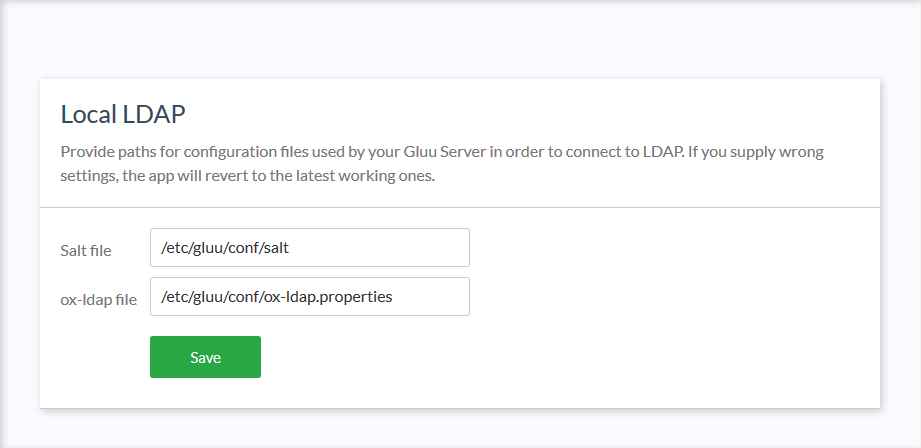 Local LDAP
Provide paths for configuration files used by your Gluu Server in order to connect to LDAP. If you supply wrong
settings, the app will revert to the latest working ones.
Salt file /etc/gluu/conf/salt
ox-ldap file /etc/gluu/conf/ox-ldap.properties
Save